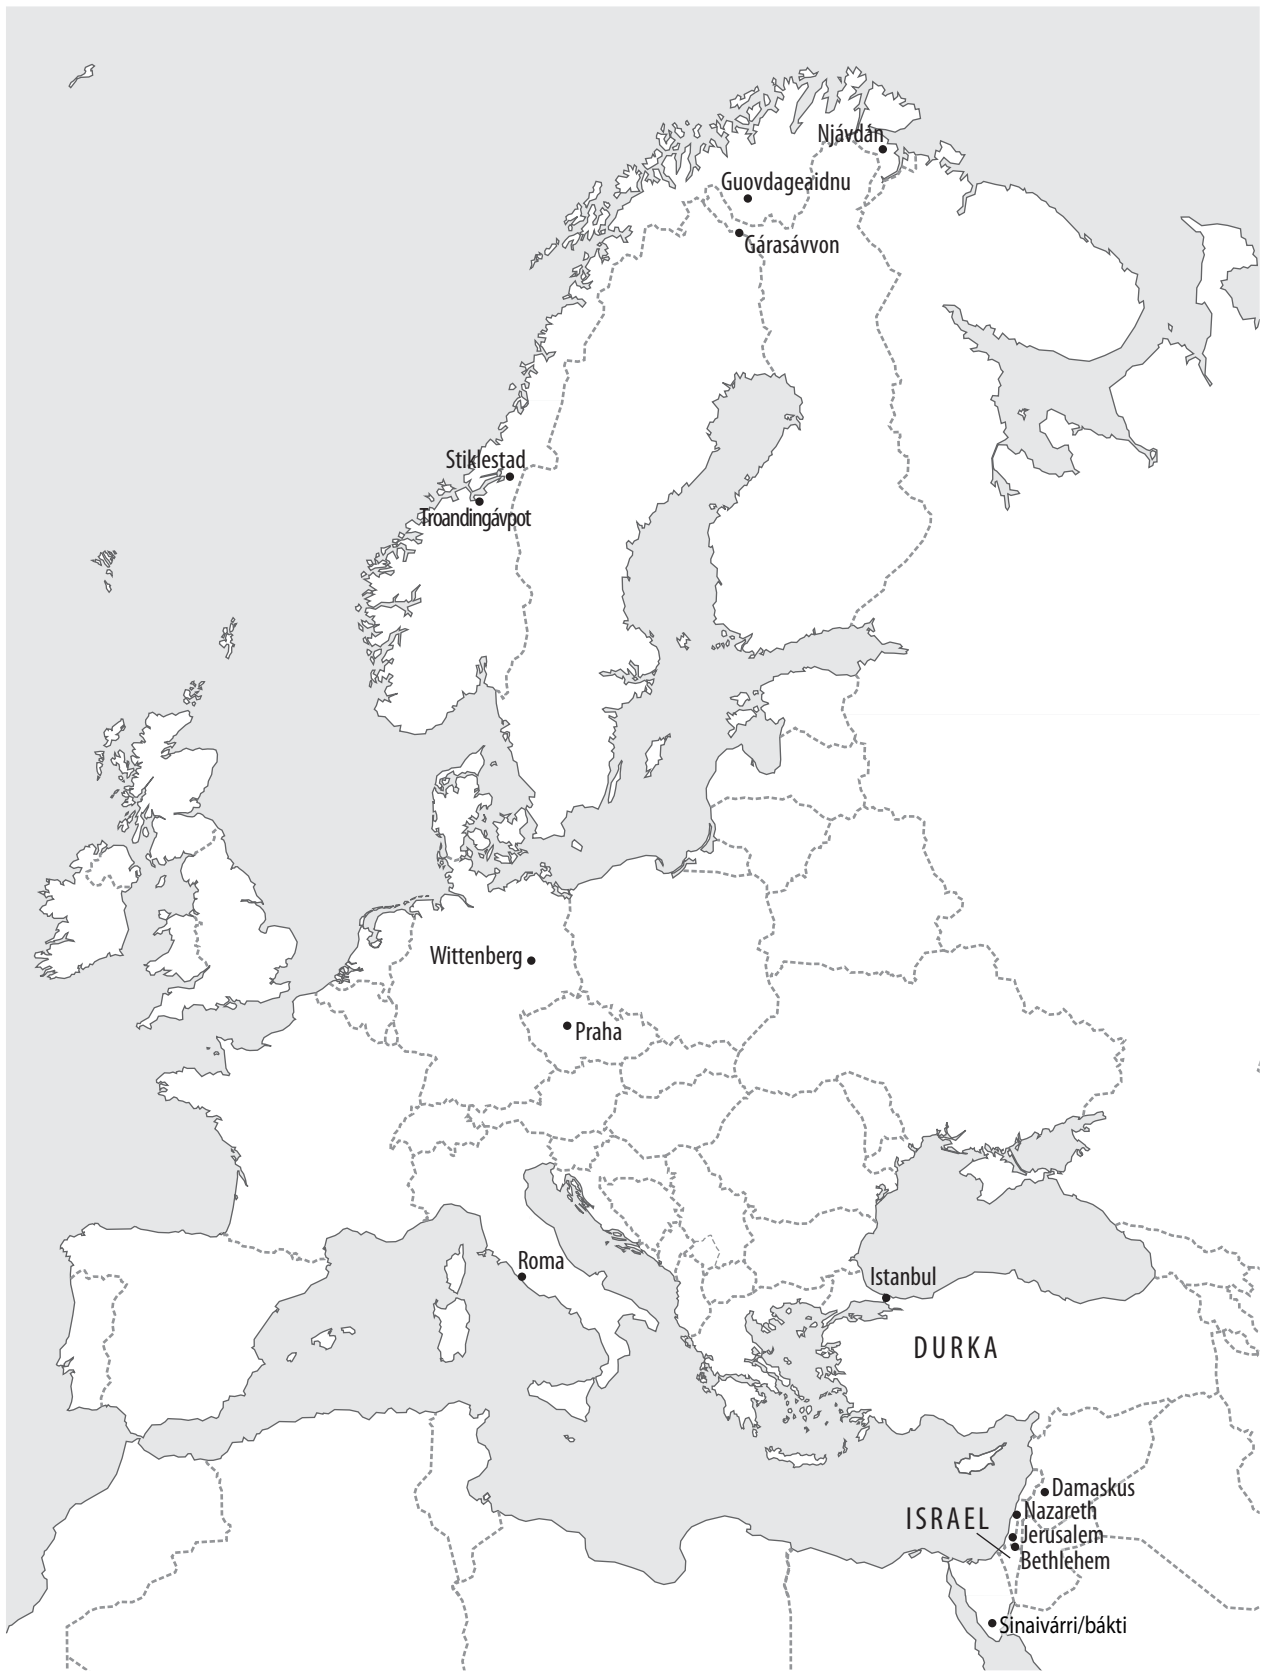 Njávdán
Guovdageaidnu
Gárasávvon
Stiklestad
Troandingávpot
Wittenberg
Praha
Roma
Istanbul
DURKA
Damaskus
Nazareth
ISRAEL
Jerusalem
Bethlehem
Sinaivárri/bákti